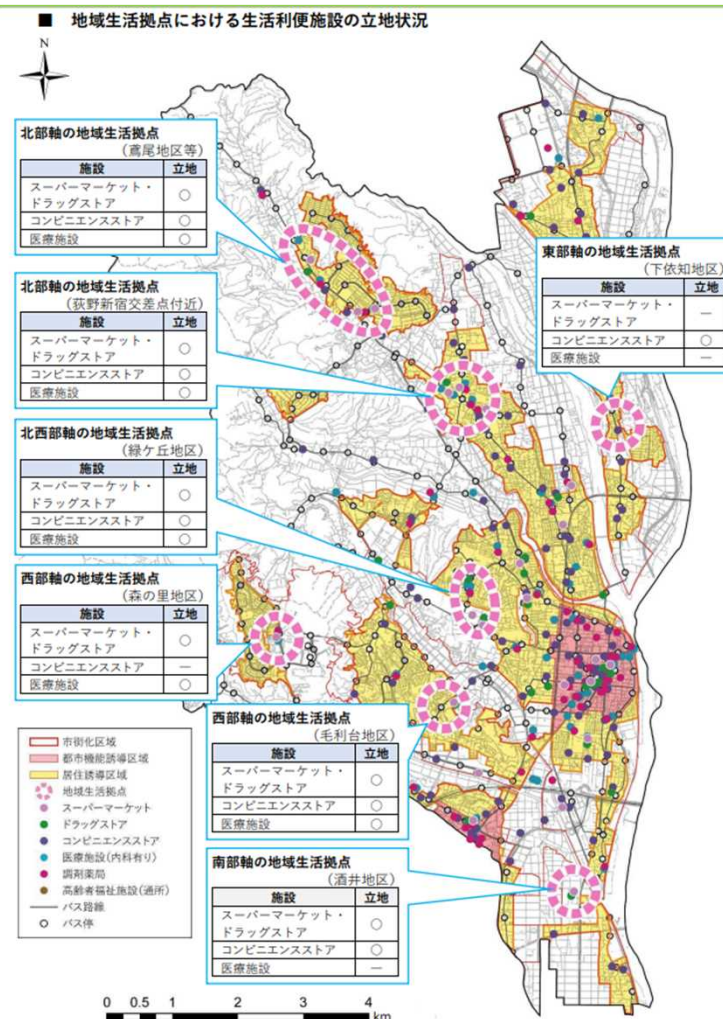 ■ 地域生活拠点における生活利便施設の立地状況
N
北部軸の地域生活拠点
(鳶尾地区等)
施設 立地
スーパーマーケット・
ドラッグストア ○
コンビニエンスストア ○
医療施設 ○
東部軸の地域生活拠点
(下依知地区)
施設 立地
スーパーマーケット・
ドラッグストア －
コンビニエンスストア ○
医療施設 －
北部軸の地域生活拠点
(荻野新宿交差点付近)
施設 立地
スーパーマーケット・
ドラッグストア ○
コンビニエンスストア ○
医療施設 ○
北西部軸の地域生活拠点
(緑ケ丘地区)
施設 立地
スーパーマーケット・
ドラッグストア ○
コンビニエンスストア ○
医療施設 ○
西部軸の地域生活拠点
(森の里地区)
施設 立地
スーパーマーケット・
ドラッグストア ○
コンビニエンスストア －
医療施設 ○
西部軸の地域生活拠点
(毛利台地区)
施設 立地
スーパーマーケット・
ドラッグストア ○
コンビニエンスストア ○
医療施設 ○
南部軸の地域生活拠点
(酒井地区)
施設 立地
スーパーマーケット・
ドラッグストア ○
コンビニエンスストア ○
医療施設 －
市街化区域
都市機能誘導区域
居住誘導区域
地域生活拠点
スーパーマーケット
ドラッグストア
コンビニエンスストア
医療施設(内科有り)
調剤薬局
高齢者福祉施設(通所)
バス路線
バス停
0 0.5 1 2 3 4
km